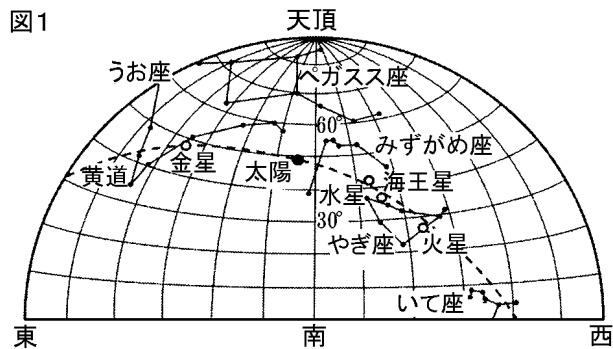 図1
天頂
うお座
ペガスス座
60°
みずがめ座
黄道
金星
太陽
水星
海王星
30°
やぎ座
火星
いて座
東
南
西